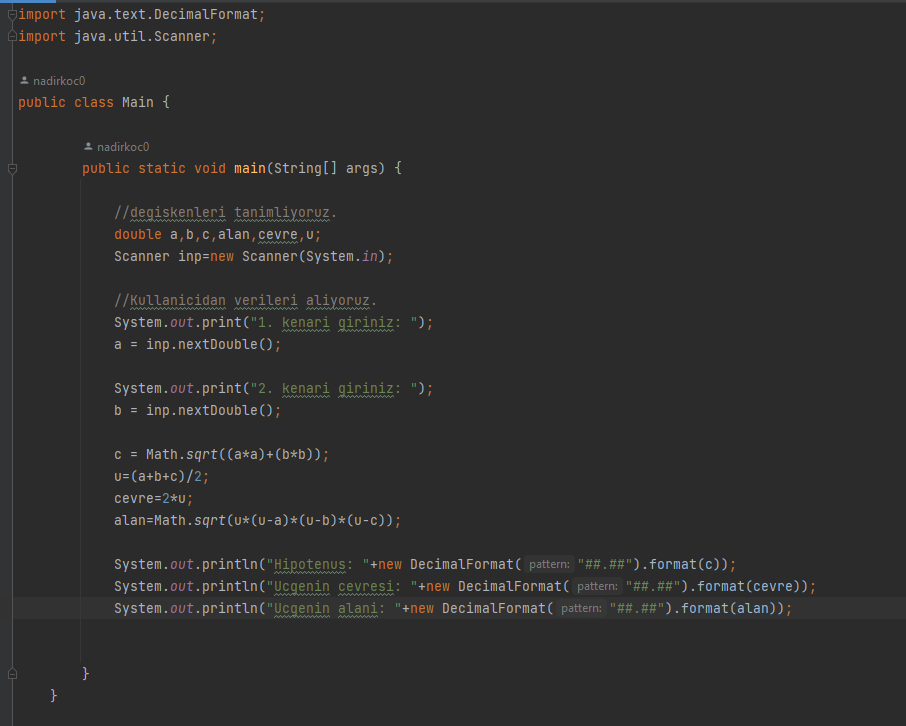 import java.text.DecimalFormat;
import java.util.Scanner;
nadirkoc0
public class Main {
nadirkoc0
public static void main(String[] args) {
//degiskenleri tanimliyoruz.
double a,b,c,alan,cevre,u;
Scanner inp=new Scanner(System.in);
//Kullanicidan verileri aliyoruz.
System.out.print("1. kenari giriniz: ");
a = inp.nextDouble();
System.out.print("2. kenari giriniz: ");
b = inp.nextDouble();
c = Math.sqrt((a*a)+(b*b));
u=(a+b+c)/2;
cevre=2*u;
alan=Math.sqrt(u*(u-a)*(u-b)*(u-c));
System.out.println("Hipotenus: "+new DecimalFormat( pattern: "##.##").format(c));
System.out.println("Ucgenin cevresi: "+new DecimalFormat( pattern: "##.##").format(cevre));
System.out.println("Ucgenin alani: "+new DecimalFormat( pattern: "##.##").format(alan));
}
}